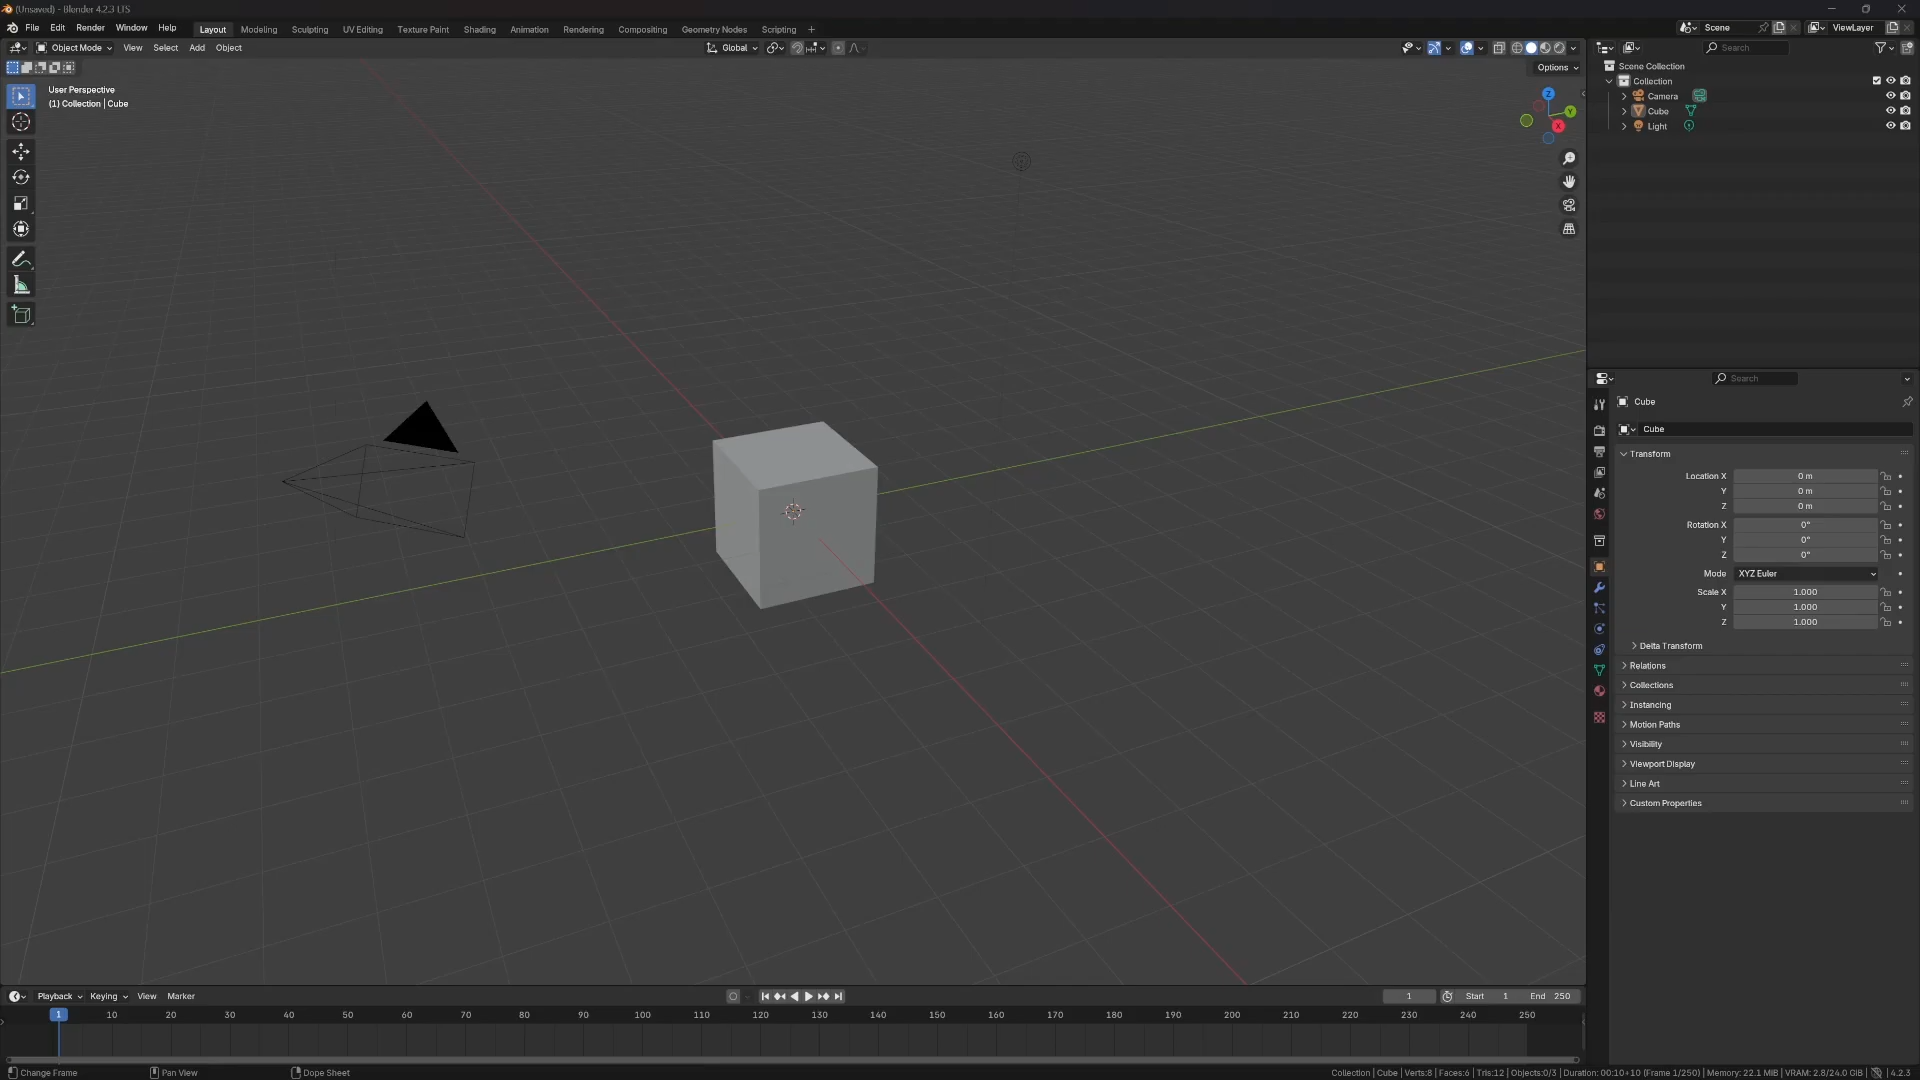 (Unsaved) - Blender 4.2.3 LTS
File Edit Render Window Help Layout Modeling Sculpting UV Editing Texture Paint Shading Animation Rendering Compositing Geometry Nodes Scripting + Scene ViewLayer
Object Mode View Select Add Object Global Search
Options
User Perspective
(1) Collection | Cube
Z
Y
X
Scene Collection
Collection
Camera
Cube
Light
Search
Cube
Cube
Transform
Location X 0 m
Y 0 m
Z 0 m
Rotation X 0°
Y 0°
Z 0°
Mode XYZ Euler
Scale X 1.000
Y 1.000
Z 1.000
Delta Transform
Relations
Collections
Instancing
Motion Paths
Visibility
Viewport Display
Line Art
Custom Properties
Playback Keying View Marker 1 Start 1 End 250
1 10 20 30 40 50 60 70 80 90 100 110 120 130 140 150 160 170 180 190 200 210 220 230 240 250
Change Frame Pan View Dope Sheet Collection | Cube | Verts:8 | Faces:6 | Tris:12 | Objects:0/3 | Duration: 00:10+10 (Frame 1/250) | Memory: 22.1 MiB | VRAM: 2.8/24.0 GiB | 4.2.3